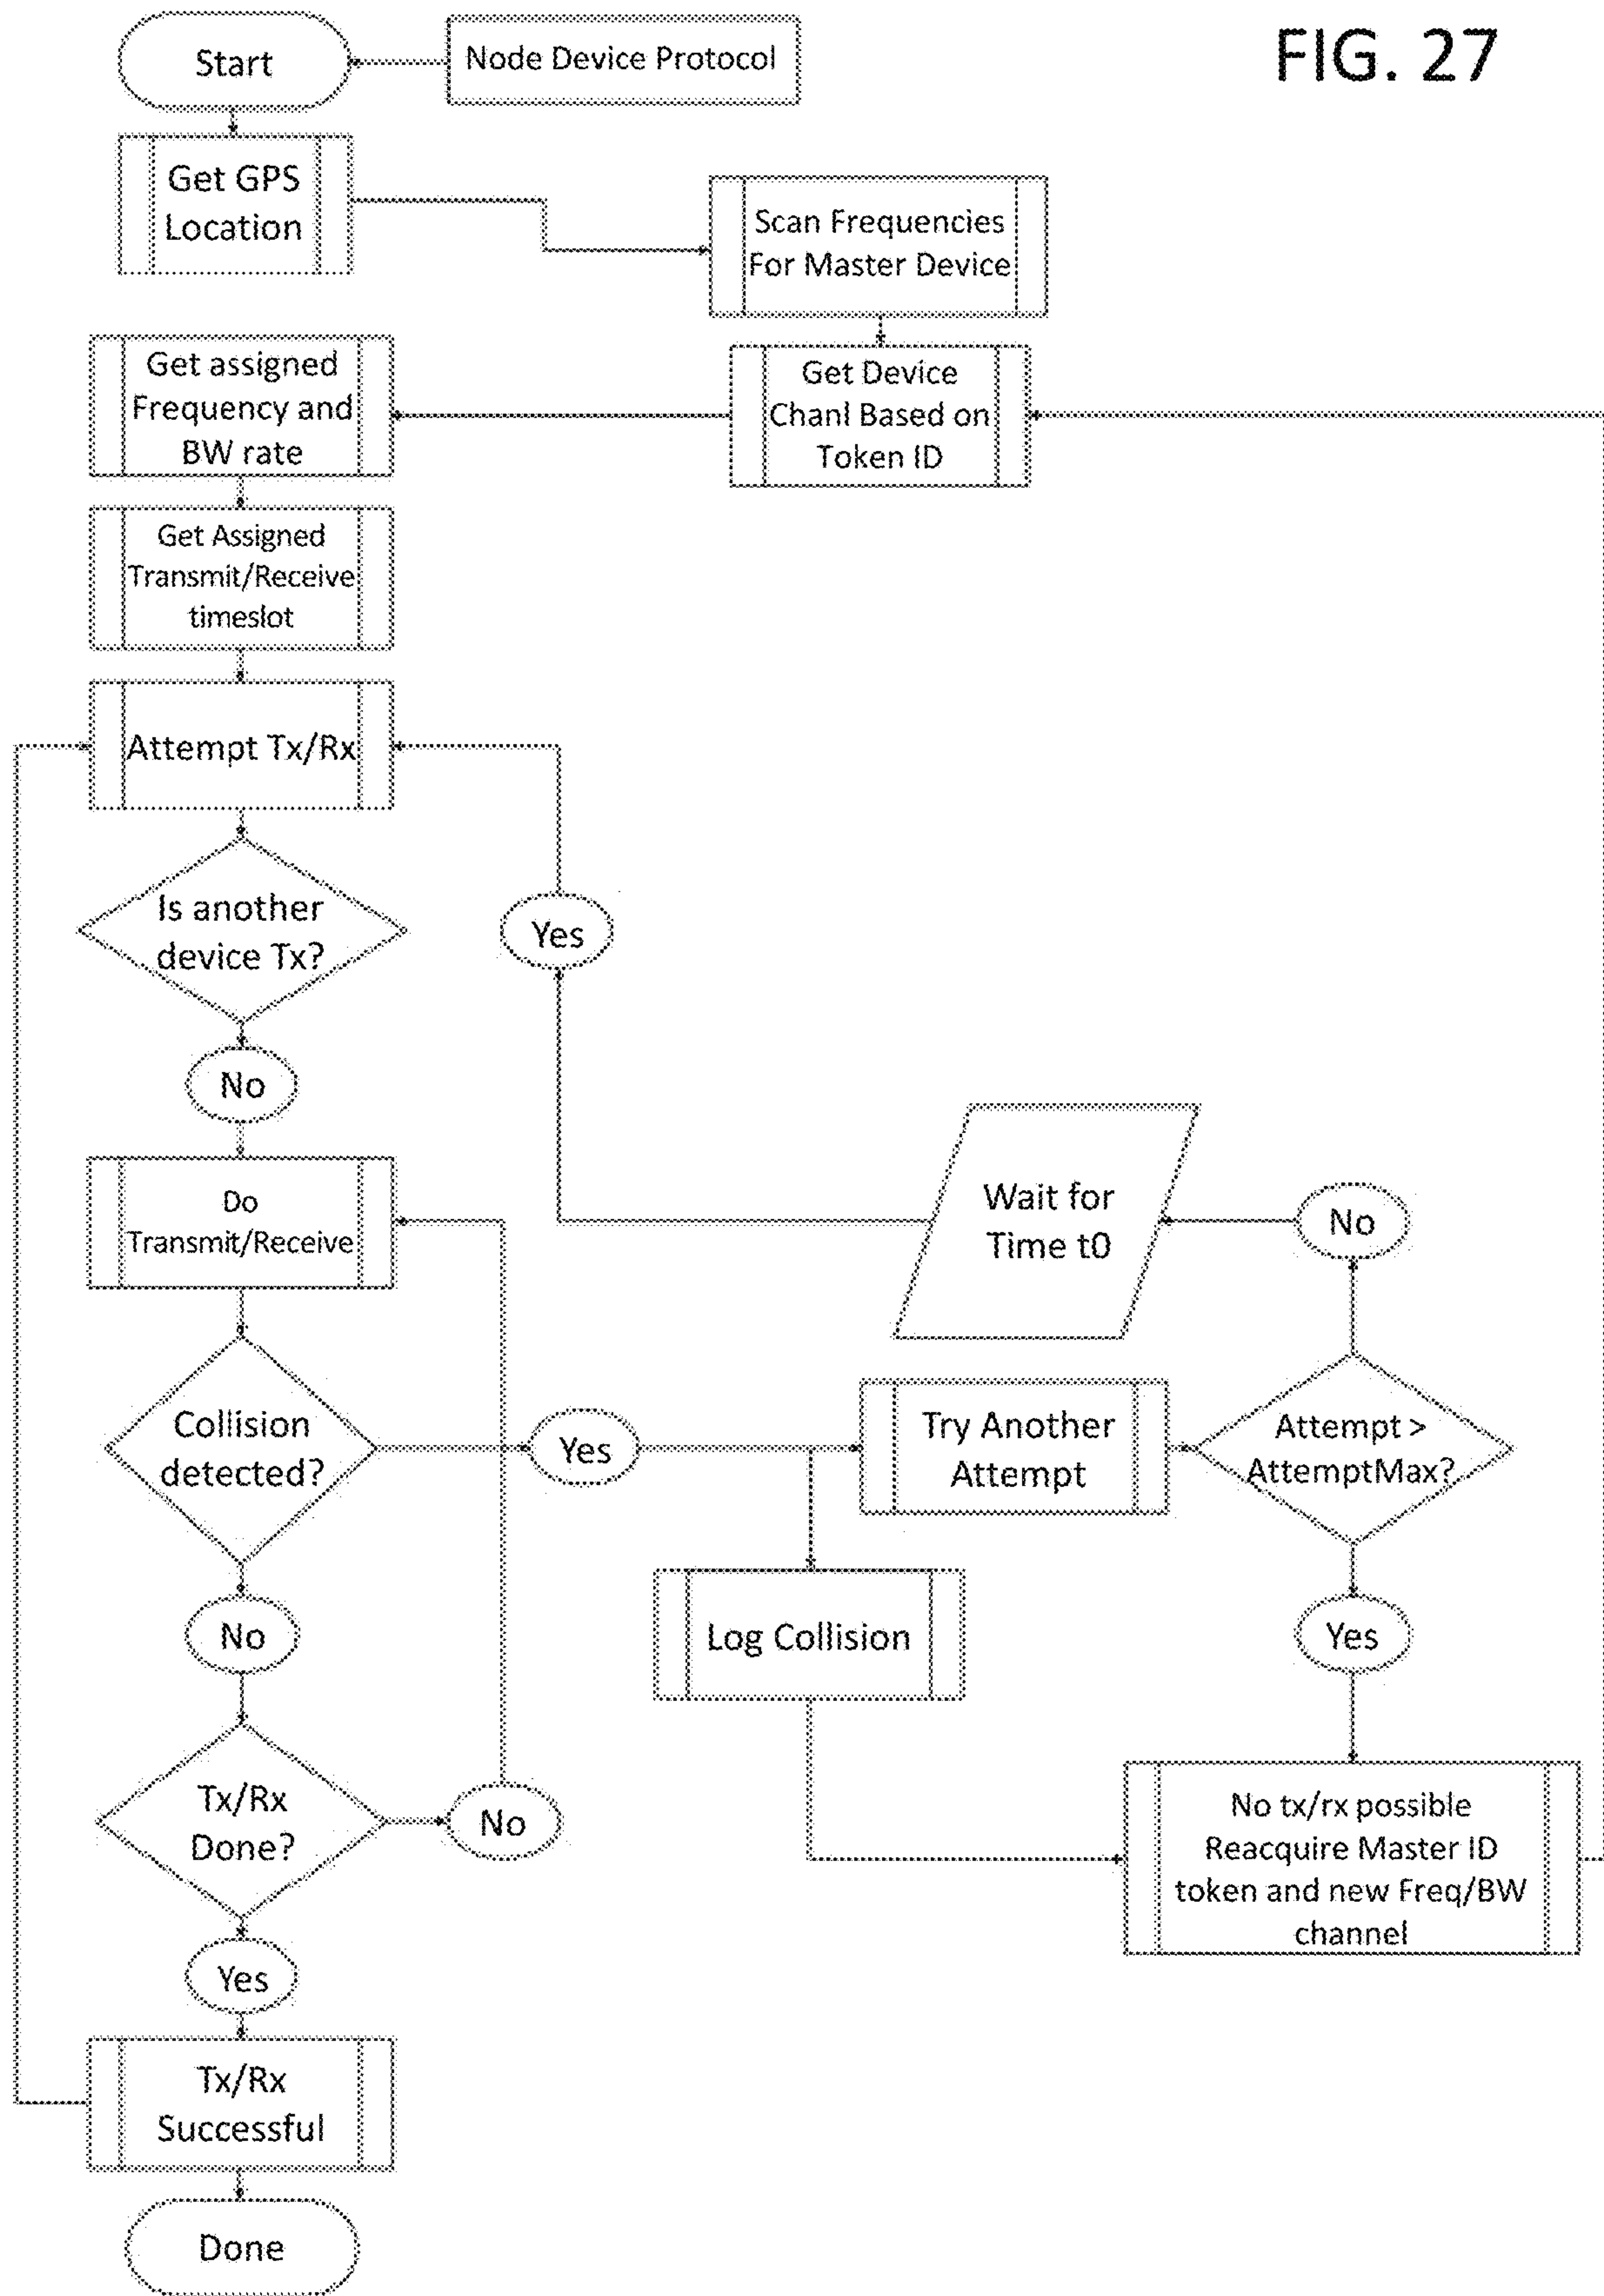 FIG. 27
Start
Node Device Protocol
Get GPS
Location
Scan Frequencies
For Master Device
Get Device
Chanl Based on
Token ID
Get assigned
Frequency and
BW rate
Get Assigned
Transmit/Receive
timeslot
Attempt Tx/Rx
Is another
device Tx?
Yes
No
Do
Transmit/Receive
Wait for
Time t0
No
Collision
detected?
Yes
Try Another
Attempt
Attempt >
AttemptMax?
No
Log Collision
Yes
Tx/Rx
Done?
No
No tx/rx possible
Reacquire Master ID
token and new Freq/BW
channel
Yes
Tx/Rx
Successful
Done